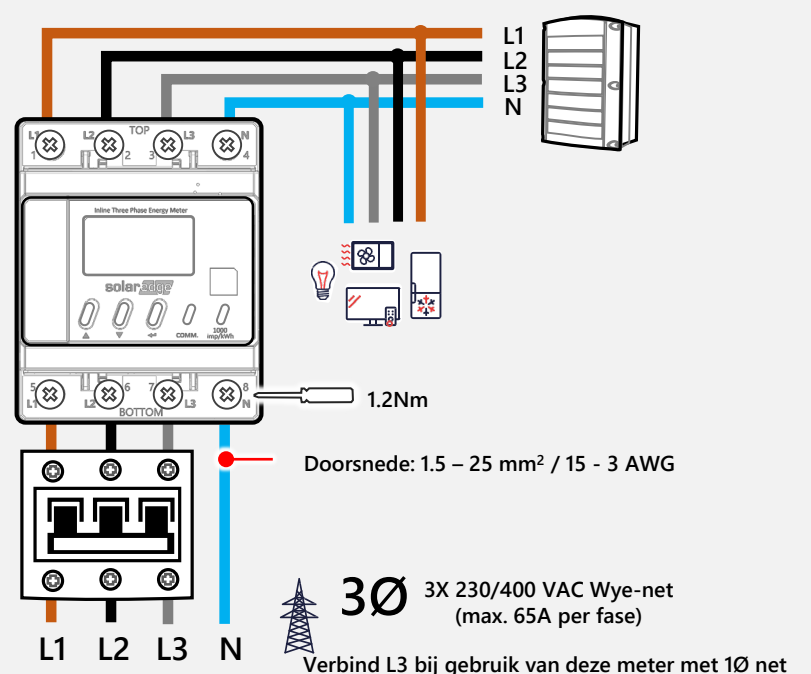 L1
L2
L3
N
L1 L2 TOP L3 N
1 2 3 4
Inline Three Phase Energy Meter
solaredge
COMM. 1000 imp/kWh
5 6 7 8
L1 L2 L3 N
BOTTOM
1.2Nm
Doorsnede: 1.5 – 25 mm² / 15 - 3 AWG
3Ø 3X 230/400 VAC Wye-net
(max. 65A per fase)
L1 L2 L3 N
Verbind L3 bij gebruik van deze meter met 1Ø net